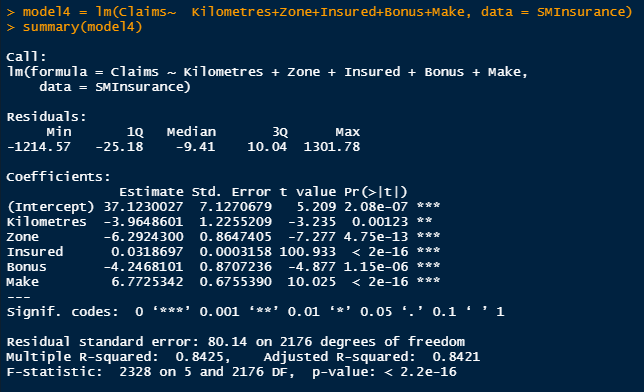 > model4 = lm(Claims~  Kilometres+Zone+Insured+Bonus+Make, data = SMInsurance)
> summary(model4)

Call:
lm(formula = Claims ~ Kilometres + Zone + Insured + Bonus + Make,
    data = SMInsurance)

Residuals:
     Min       1Q   Median       3Q      Max
-1214.57   -25.18    -9.41    10.04  1301.78

Coefficients:
              Estimate Std. Error t value Pr(>|t|)
(Intercept) 37.1230027  7.1270679   5.209 2.08e-07 ***
Kilometres  -3.9648601  1.2255209  -3.235  0.00123 **
Zone        -6.2924300  0.8647405  -7.277 4.75e-13 ***
Insured      0.0318697  0.0003158 100.933  < 2e-16 ***
Bonus       -4.2468101  0.8707236  -4.877 1.15e-06 ***
Make         6.7725342  0.6755390  10.025  < 2e-16 ***
---
Signif. codes:  0 ‘***’ 0.001 ‘**’ 0.01 ‘*’ 0.05 ‘.’ 0.1 ‘ ’ 1

Residual standard error: 80.14 on 2176 degrees of freedom
Multiple R-squared:  0.8425,    Adjusted R-squared:  0.8421
F-statistic:  2328 on 5 and 2176 DF,  p-value: < 2.2e-16